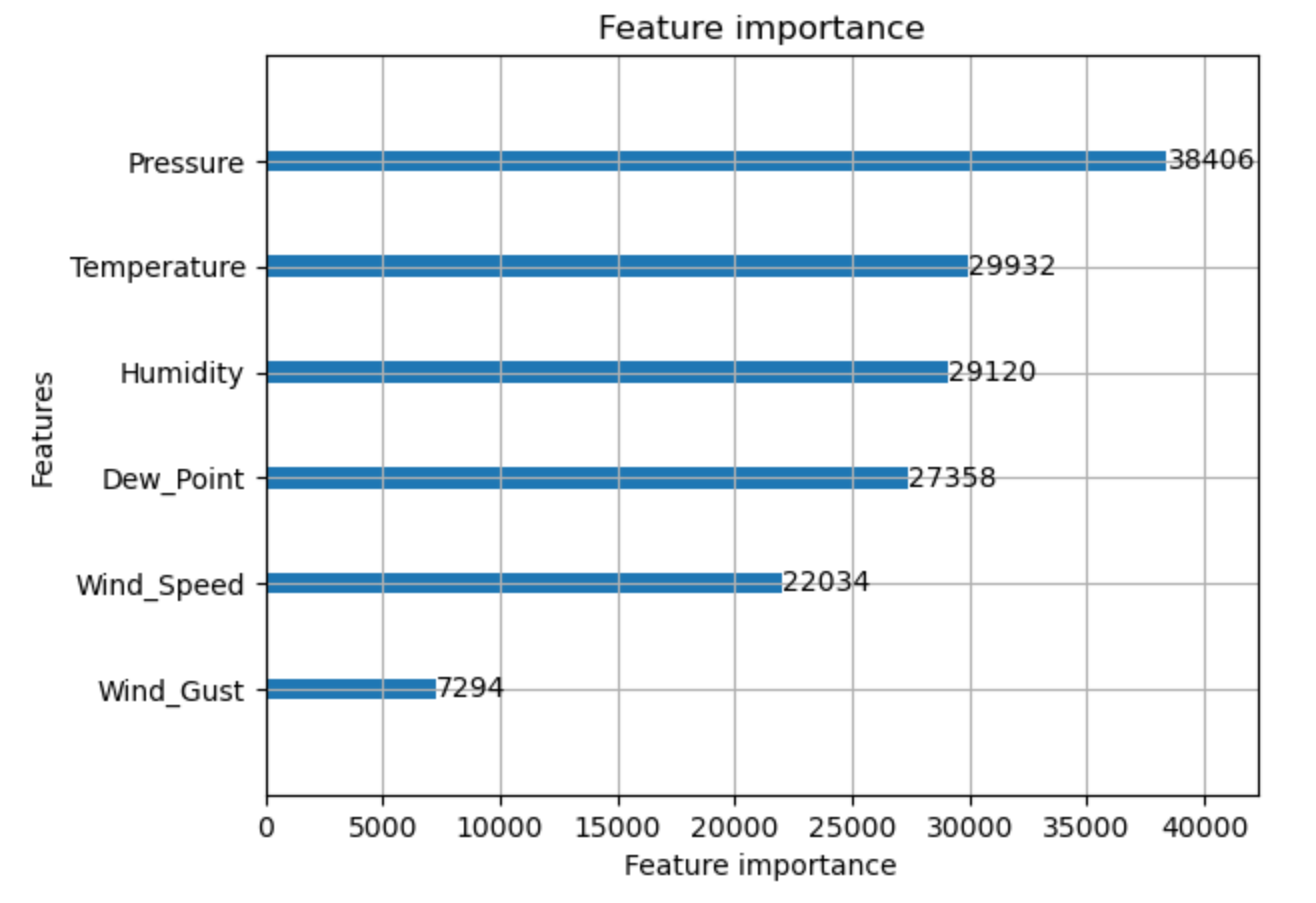 Feature importance
Pressure 38406
Temperature 29932
Humidity 29120
Features
Dew_Point 27358
Wind_Speed 22034
Wind_Gust 7294
0 5000 10000 15000 20000 25000 30000 35000 40000
Feature importance